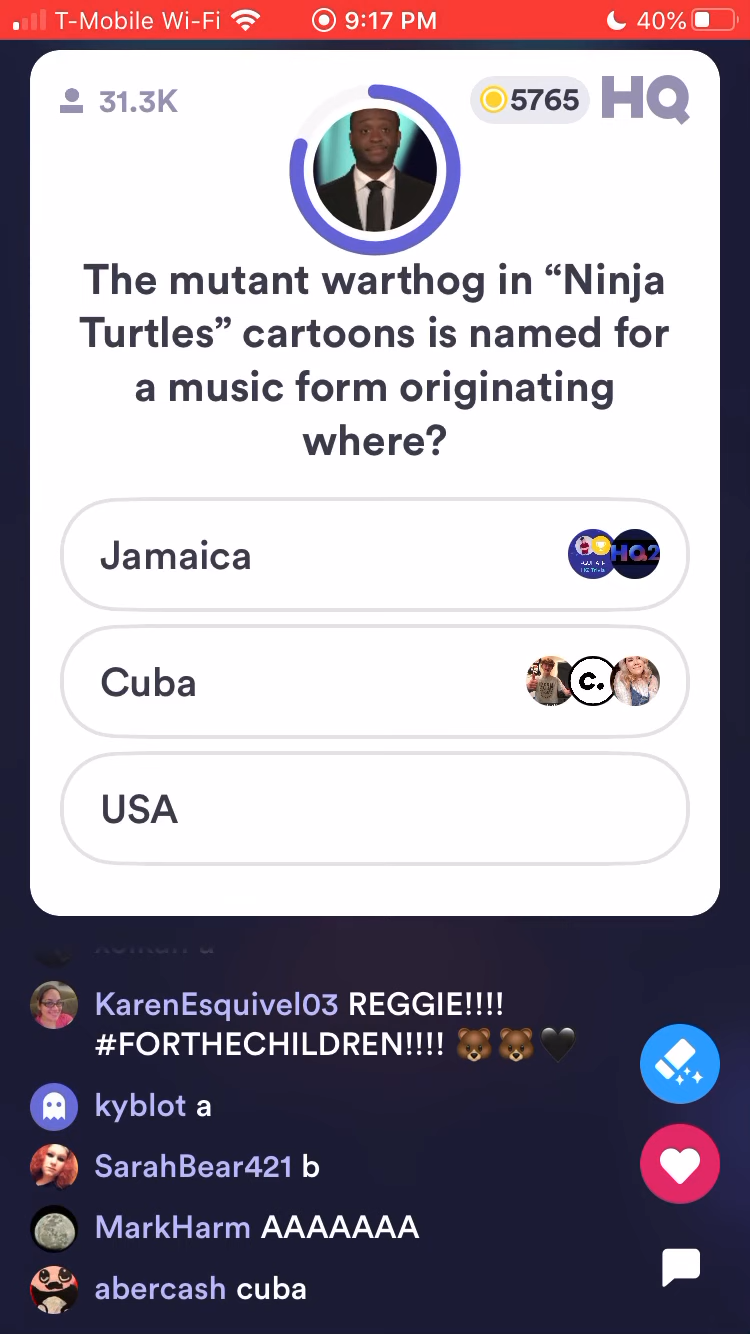 T-Mobile Wi-Fi 9:17 PM 40%
31.3K 5765 HQ
The mutant warthog in “Ninja
Turtles” cartoons is named for
a music form originating
where?
Jamaica HQ2
Cuba c.
USA
KarenEsquivel03 REGGIE!!!!
#FORTHECHILDREN!!!! 🐻🐻🖤
kyblot a
SarahBear421 b
MarkHarm AAAAAAA
abercash cuba